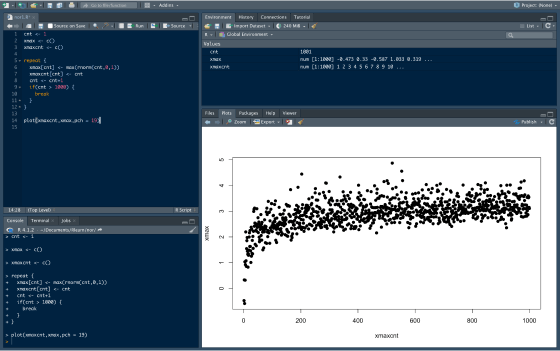 Go to file/function
Addins
Project: (None)
Source on Save
Run
Source
1 cnt <- 1
2 xmax <- c()
3 xmaxcnt <- c()
4
5 repeat {
6 xmax[cnt] <- max(rnorm(cnt,0,1))
7 xmaxcnt[cnt] <- cnt
8 cnt <- cnt+1
9 if(cnt > 1000) {
10 break
11 }
12 }
13
14 plot(xmaxcnt,xmax,pch = 19)
15
14:28 (Top Level) R Script
Console Terminal Jobs
R 4.1.2
> cnt <- 1
> xmax <- c()
> xmaxcnt <- c()
> repeat {
+ xmax[cnt] <- max(rnorm(cnt,0,1))
+ xmaxcnt[cnt] <- cnt
+ cnt <- cnt+1
+ if(cnt > 1000) {
+ break
+ }
+ }
> plot(xmaxcnt,xmax,pch = 19)
>
Environment History Connections Tutorial
Import Dataset 240 MiB List
R Global Environment
Values
cnt 1001
xmax num [1:1000] -0.473 0.33 -0.587 1.033 0.319 ...
xmaxcnt num [1:1000] 1 2 3 4 5 6 7 8 9 10 ...
Files Plots Packages Help Viewer
Zoom Export Publish
5
4
3
2
1
0
xmax
0 200 400 600 800 1000
xmaxcnt